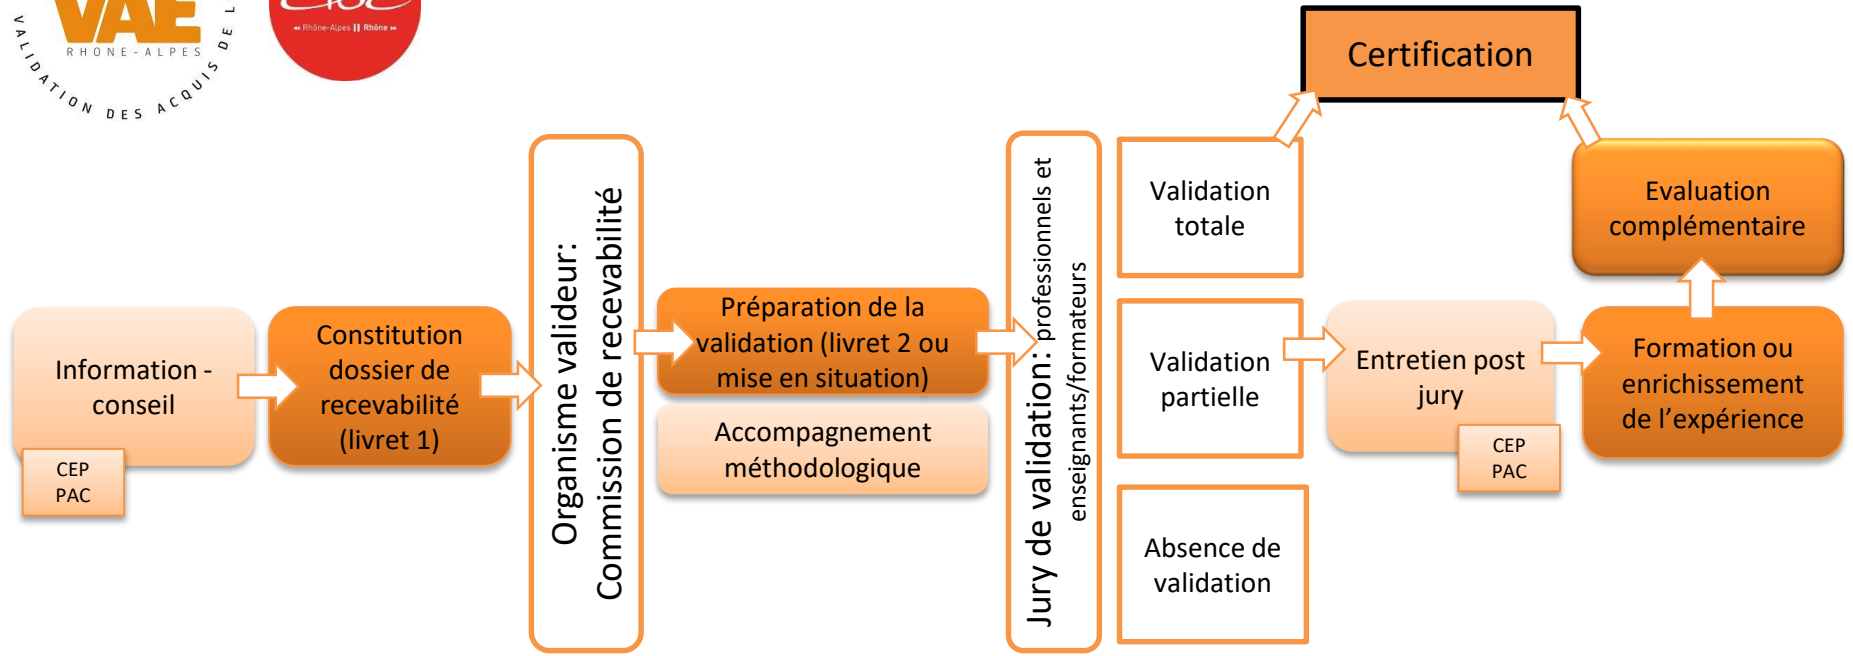 VAE
RHONE-ALPES
VALIDATION DES ACQUIS DE L
Rhône-Alpes || Rhône
Certification
Information -
conseil
CEP
PAC
Constitution
dossier de
recevabilité
(livret 1)
Organisme valideur:
Commission de recevabilité
Préparation de la
validation (livret 2 ou
mise en situation)
Accompagnement
méthodologique
Jury de validation: professionnels et
enseignants/formateurs
Validation
totale
Validation
partielle
Absence de
validation
Entretien post
jury
CEP
PAC
Formation ou
enrichissement
de l’expérience
Evaluation
complémentaire